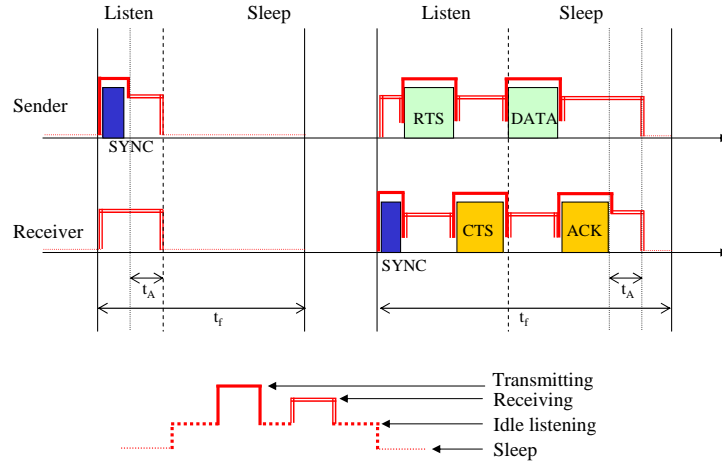 Listen Sleep Listen Sleep
Sender
RTS DATA
SYNC
Receiver
CTS ACK
SYNC
tA tA
tf tf
Transmitting
Receiving
Idle listening
Sleep